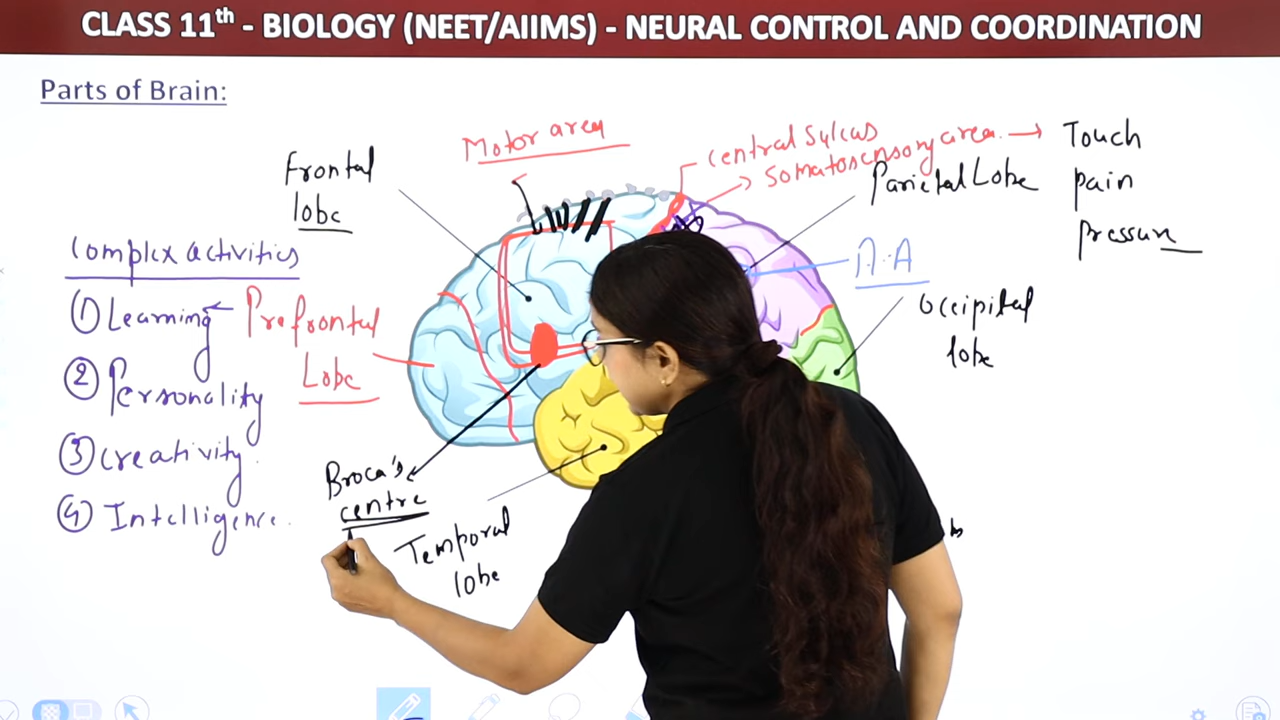 CLASS 11th - BIOLOGY (NEET/AIIMS) - NEURAL CONTROL AND COORDINATION
Parts of Brain:
Motor area
Central Sulcus
Somatosensory area
Touch
pain
pressure
Frontal
lobe
Parietal Lobe
Complex activities
A.A
① Learning
Prefrontal
Lobe
Occipital
lobe
② Personality
③ creativity
④ Intelligence
Broca's
centre
Temporal
lobe